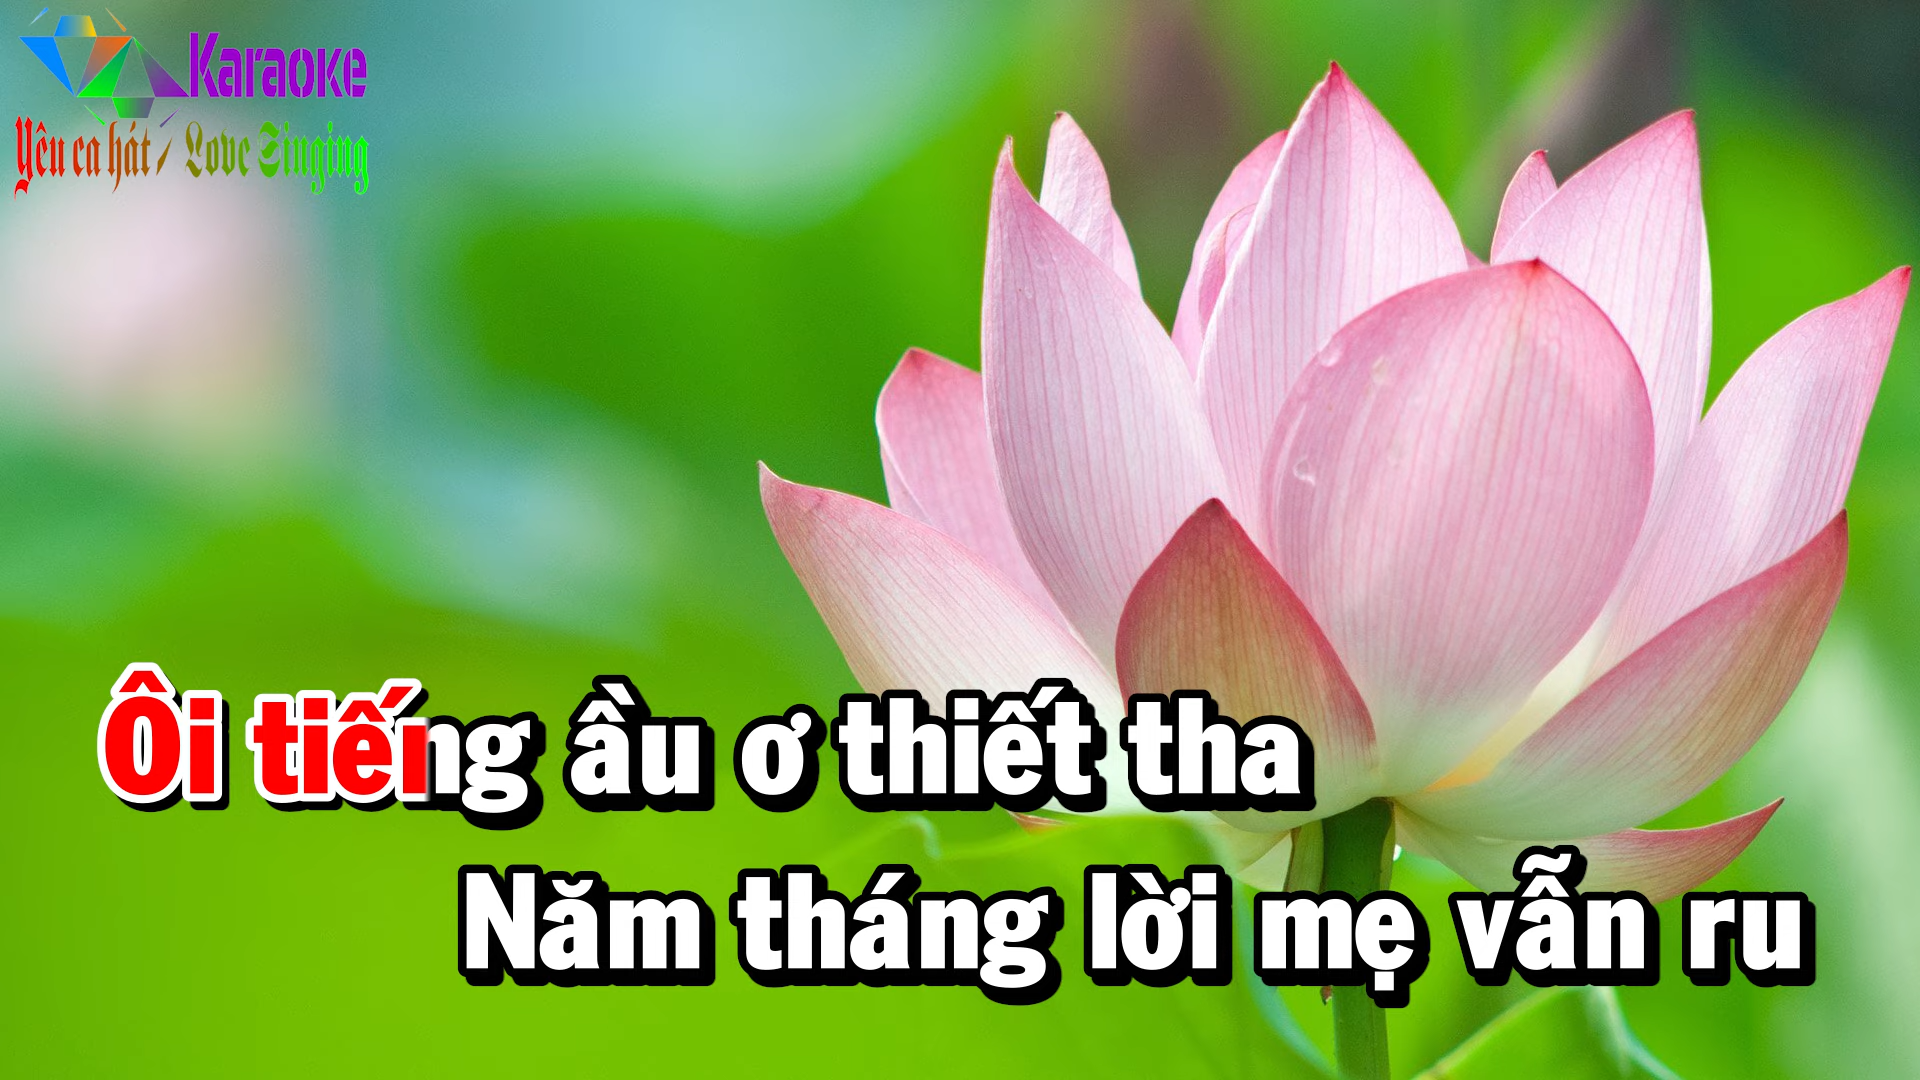 Karaoke
Yêu ca hát / Love Singing
Ôi tiếng ầu ơ thiết tha
Năm tháng lời mẹ vẫn ru